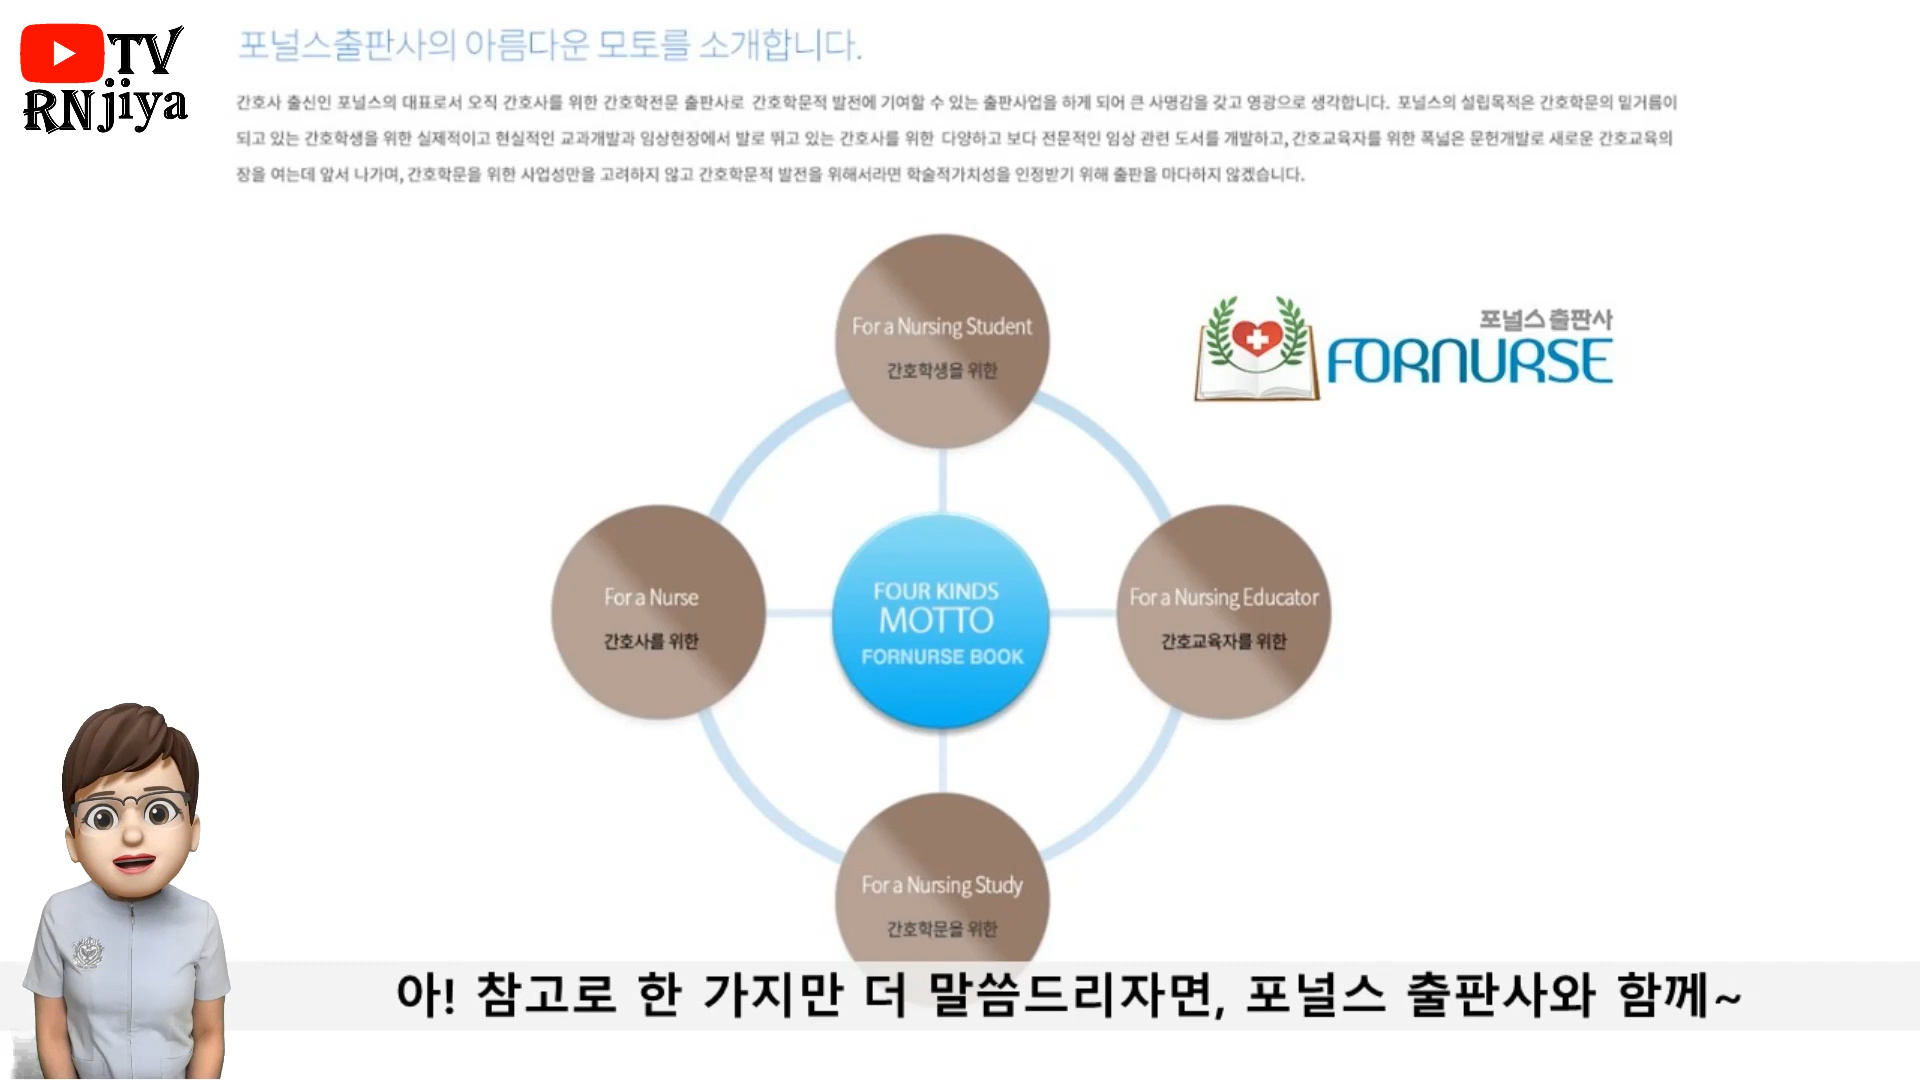 TV
RNjiya
포널스출판사의 아름다운 모토를 소개합니다.
간호사 출신인 포널스의 대표로서 오직 간호사를 위한 간호학전문 출판사로 간호학문적 발전에 기여할 수 있는 출판사업을 하게 되어 큰 사명감을 갖고 영광으로 생각합니다. 포널스의 설립목적은 간호학문의 밑거름이
되고 있는 간호학생을 위한 실제적이고 현실적인 교과개발과 임상현장에서 발로 뛰고 있는 간호사를 위한 다양하고 보다 전문적인 임상 관련 도서를 개발하고, 간호교육자를 위한 폭넓은 문헌개발로 새로운 간호교육의
장을 여는데 앞서 나가며, 간호학문을 위한 사업성만을 고려하지 않고 간호학문적 발전을 위해서라면 학술적가치성을 인정받기 위해 출판을 마다하지 않겠습니다.
For a Nursing Student
간호학생을 위한
포널스 출판사
FORNURSE
For a Nurse
간호사를 위한
FOUR KINDS
MOTTO
FORNURSE BOOK
For a Nursing Educator
간호교육자를 위한
For a Nursing Study
간호학문을 위한
아! 참고로 한 가지만 더 말씀드리자면, 포널스 출판사와 함께~